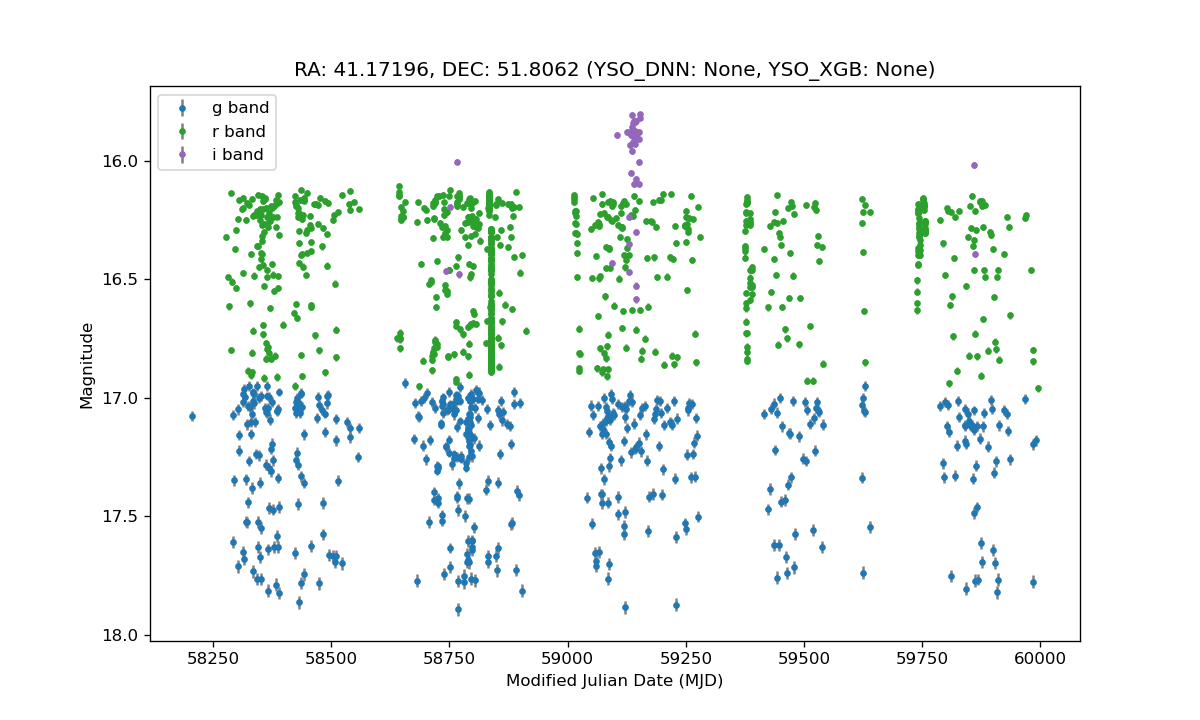 RA: 41.17196, DEC: 51.8062 (YSO_DNN: None, YSO_XGB: None)
g band
r band
i band
16.0
16.5
17.0
17.5
18.0
Magnitude
58250 58500 58750 59000 59250 59500 59750 60000
Modified Julian Date (MJD)